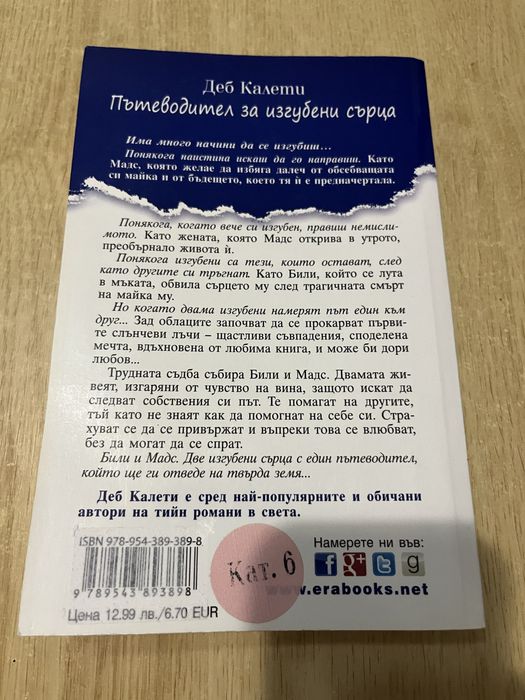 Деб Калети
Пътеводител за изгубени сърца
Има много начини да се изгубиш...
Понякога наистина искаш да го направиш. Като
Мадс, която желае да избяга далеч от обсебващата
си майка и от бъдещето, което тя ѝ е предначертала.
Понякога, когато вече си изгубен, правиш немисли-
мото. Като жената, която Мадс открива в утрото,
преобърнало живота ѝ.
Понякога изгубени са тези, които остават, след
като другите си тръгнат. Като Били, който се лута
в мъката, обвила сърцето му след трагичната смърт
на майка му.
Но когато двама изгубени намерят път един към
друг... Зад облаците започват да се прокарват първи-
те слънчеви лъчи – щастливи съвпадения, споделена
мечта, вдъхновена от любима книга, и може би дори
любов...
Трудната съдба събира Били и Мадс. Двамата жи-
веят, изгаряни от чувство на вина, защото искат да
следват собствения си път. Те помагат на другите,
тъй като не знаят как да помогнат на себе си. Стра-
хуват се да се привържат и въпреки това се влюбват,
без да могат да се спрат.
Били и Мадс. Две изгубени сърца с един пътеводител,
който ще ги отведе на твърда земя...
Деб Калети е сред най-популярните и обичани
автори на тийн романи в света.
ISBN 978-954-389-389-8
9 789543 893898
Цена 12.99 лв./6.70 EUR
Кат. 6
Намерете ни във:
f g+ t g
www.erabooks.net